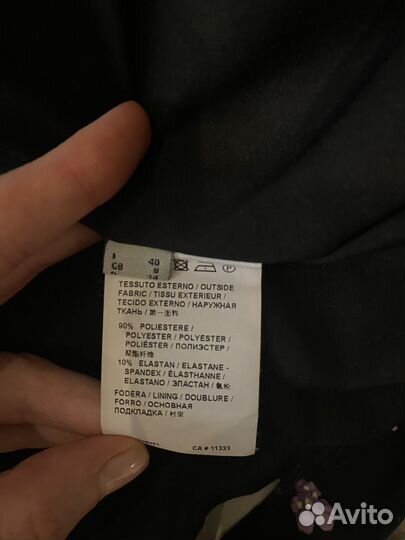 I 40
GB 8
D 34
TESSUTO ESTERNO / OUTSIDE
FABRIC / TISSU EXTERIEUR /
TECIDO EXTERNO / НАРУЖНАЯ
ТКАНЬ / 第一面料
90% POLIESTERE /
POLYESTER / POLYESTER /
POLIÉSTER / ПОЛИЭСТЕР /
聚酯纤维
10% ELASTAN / ELASTANE -
SPANDEX / ÉLASTHANNE /
ELASTANO / ЭЛАСТАН / 氨纶
FODERA / LINING / DOUBLURE /
FORRO / ОСНОВНАЯ
ПОДКЛАДКА / 衬里
CA # 11333
Avito